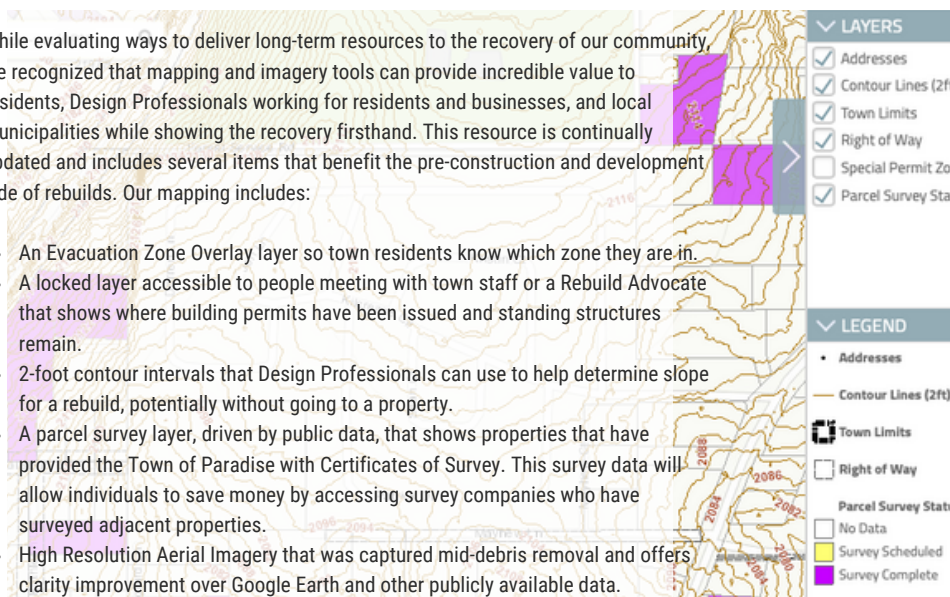 hile evaluating ways to deliver long-term resources to the recovery of our community,
e recognized that mapping and imagery tools can provide incredible value to
sidents, Design Professionals working for residents and businesses, and local
unicipalities while showing the recovery firsthand. This resource is continually
pdated and includes several items that benefit the pre-construction and development
de of rebuilds. Our mapping includes:
An Evacuation Zone Overlay layer so town residents know which zone they are in.
A locked layer accessible to people meeting with town staff or a Rebuild Advocate
that shows where building permits have been issued and standing structures
remain.
2-foot contour intervals that Design Professionals can use to help determine slope
for a rebuild, potentially without going to a property.
A parcel survey layer, driven by public data, that shows properties that have
provided the Town of Paradise with Certificates of Survey. This survey data will
allow individuals to save money by accessing survey companies who have
surveyed adjacent properties.
High Resolution Aerial Imagery that was captured mid-debris removal and offers
clarity improvement over Google Earth and other publicly available data.
2116
2088
2086
2084
2082
2080
2084
2096 2094
LAYERS
Addresses
Contour Lines (2ft
Town Limits
Right of Way
Special Permit Zo
Parcel Survey Sta
LEGEND
• Addresses
Contour Lines (2ft)
Town Limits
Right of Way
Parcel Survey Stat
No Data
Survey Scheduled
Survey Complete